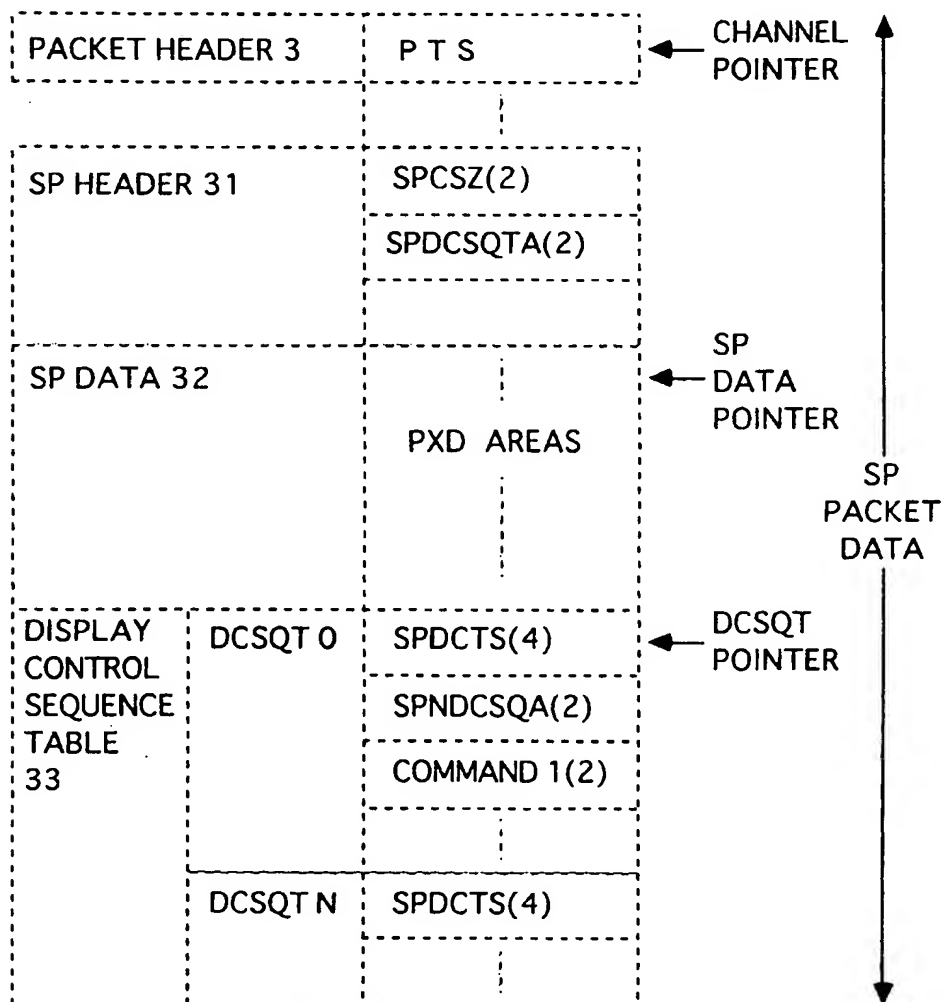 PACKET HEADER 3
P T S
CHANNEL
POINTER
SP HEADER 31
SPCSZ(2)
SPDCSQTA(2)
SP DATA 32
PXD AREAS
SP
DATA
POINTER
SP
PACKET
DATA
DISPLAY
CONTROL
SEQUENCE
TABLE
33
DCSQT 0
SPDCTS(4)
DCSQT
POINTER
SPNDCSQA(2)
COMMAND 1(2)
DCSQT N
SPDCTS(4)